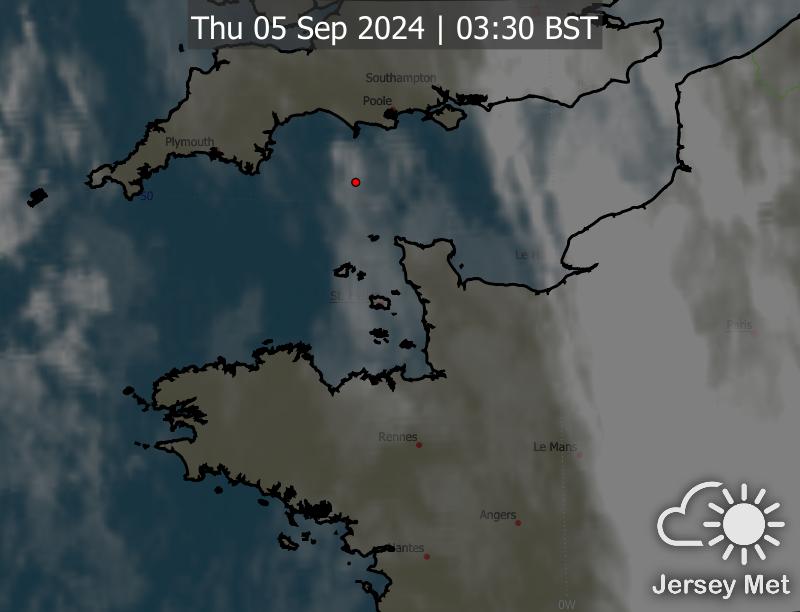 Thu 05 Sep 2024 | 03:30 BST
Southampton
Poole
Plymouth
50
Le H
St.
Paris
Rennes
Le Mans
Angers
Nantes
0W
Jersey Met